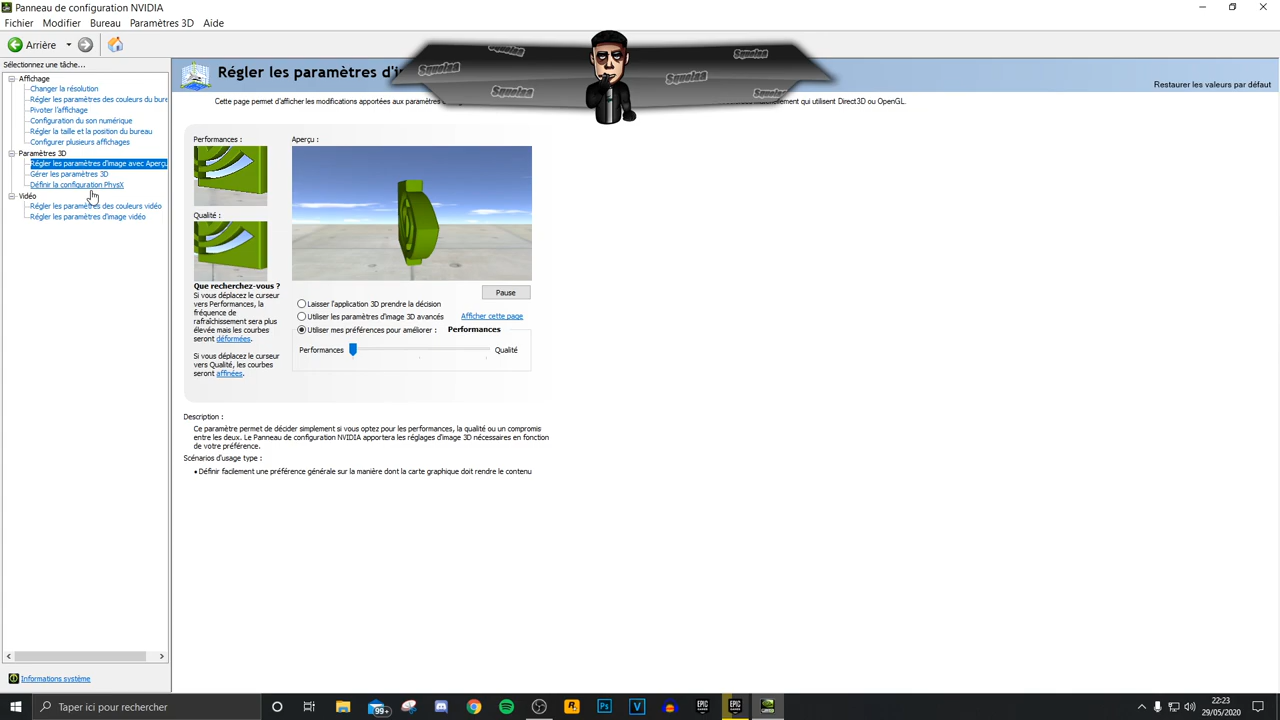 Panneau de configuration NVIDIA
Fichier Modifier Bureau Paramètres 3D Aide
Arrière
Sélectionnez une tâche...
Affichage
Changer la résolution
Régler les paramètres des couleurs du bure
Pivoter l'affichage
Configuration du son numérique
Régler la taille et la position du bureau
Configurer plusieurs affichages
Paramètres 3D
Régler les paramètres d'image avec Aperçu
Gérer les paramètres 3D
Définir la configuration PhysX
Vidéo
Régler les paramètres des couleurs vidéo
Régler les paramètres d'image vidéo
Informations système
Régler les paramètres d'i
Squolza
Squolza
Squolza
Squolza
Squolza
Squolza
Restaurer les valeurs par défaut
Cette page permet d'afficher les modifications apportées aux paramètres
qui utilisent Direct3D ou OpenGL.
Performances :
Qualité :
Que recherchez-vous ?
Si vous déplacez le curseur
vers Performances, la
fréquence de
rafraîchissement sera plus
élevée mais les courbes
seront déformées.
Si vous déplacez le curseur
vers Qualité, les courbes
seront affinées.
Aperçu :
Pause
Laisser l'application 3D prendre la décision
Utiliser les paramètres d'image 3D avancés Afficher cette page
Utiliser mes préférences pour améliorer : Performances
Performances Qualité
Description :
Ce paramètre permet de décider simplement si vous optez pour les performances, la qualité ou un compromis
entre les deux. Le Panneau de configuration NVIDIA apportera les réglages d'image 3D nécessaires en fonction
de votre préférence.
Scénarios d'usage type :
• Définir facilement une préférence générale sur la manière dont la carte graphique doit rendre le contenu
Taper ici pour rechercher
99+
Ps
V
EPIC
EPIC
22:23
29/05/2020